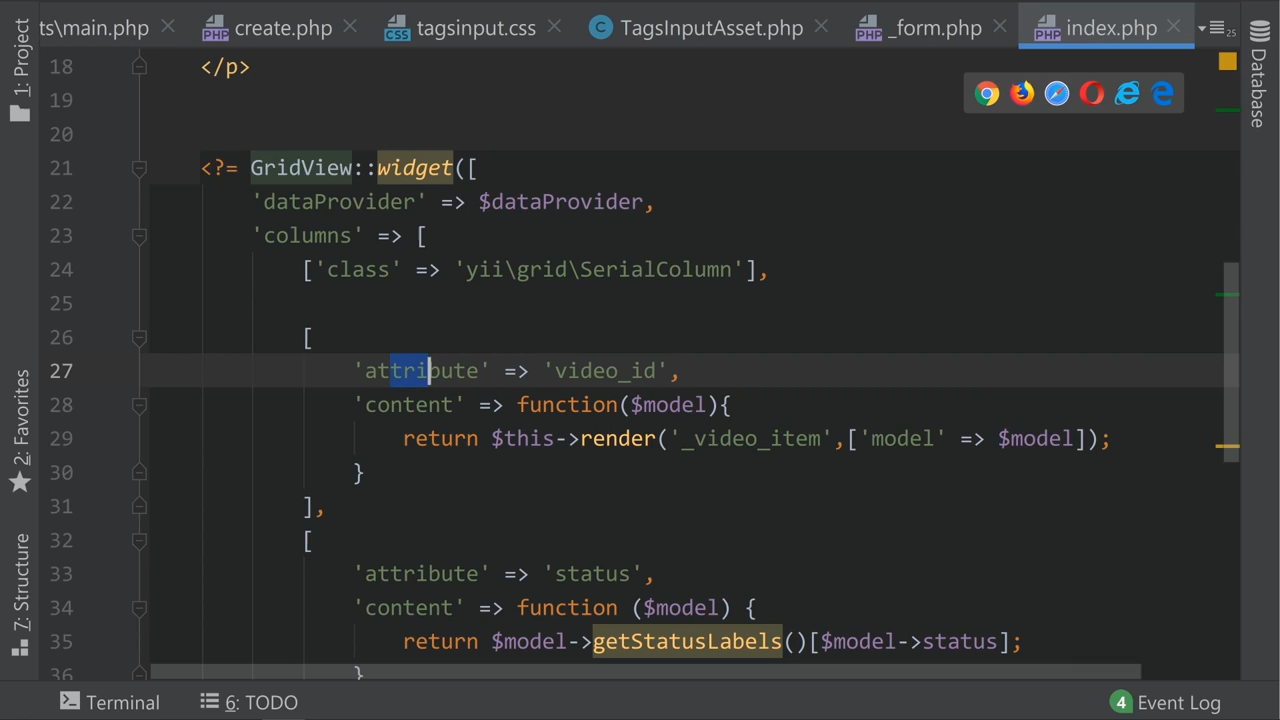 ts\main.php
create.php
tagsinput.css
TagsInputAsset.php
_form.php
index.php
25
1: Project
2: Favorites
7: Structure
Database
18 </p>
19
20
21 <?= GridView::widget([
22 'dataProvider' => $dataProvider,
23 'columns' => [
24 ['class' => 'yii\grid\SerialColumn'],
25
26 [
27 'attribute' => 'video_id',
28 'content' => function($model){
29 return $this->render('_video_item',['model' => $model]);
30 }
31 ],
32 [
33 'attribute' => 'status',
34 'content' => function ($model) {
35 return $model->getStatusLabels()[$model->status];
36 }
Terminal
6: TODO
4 Event Log